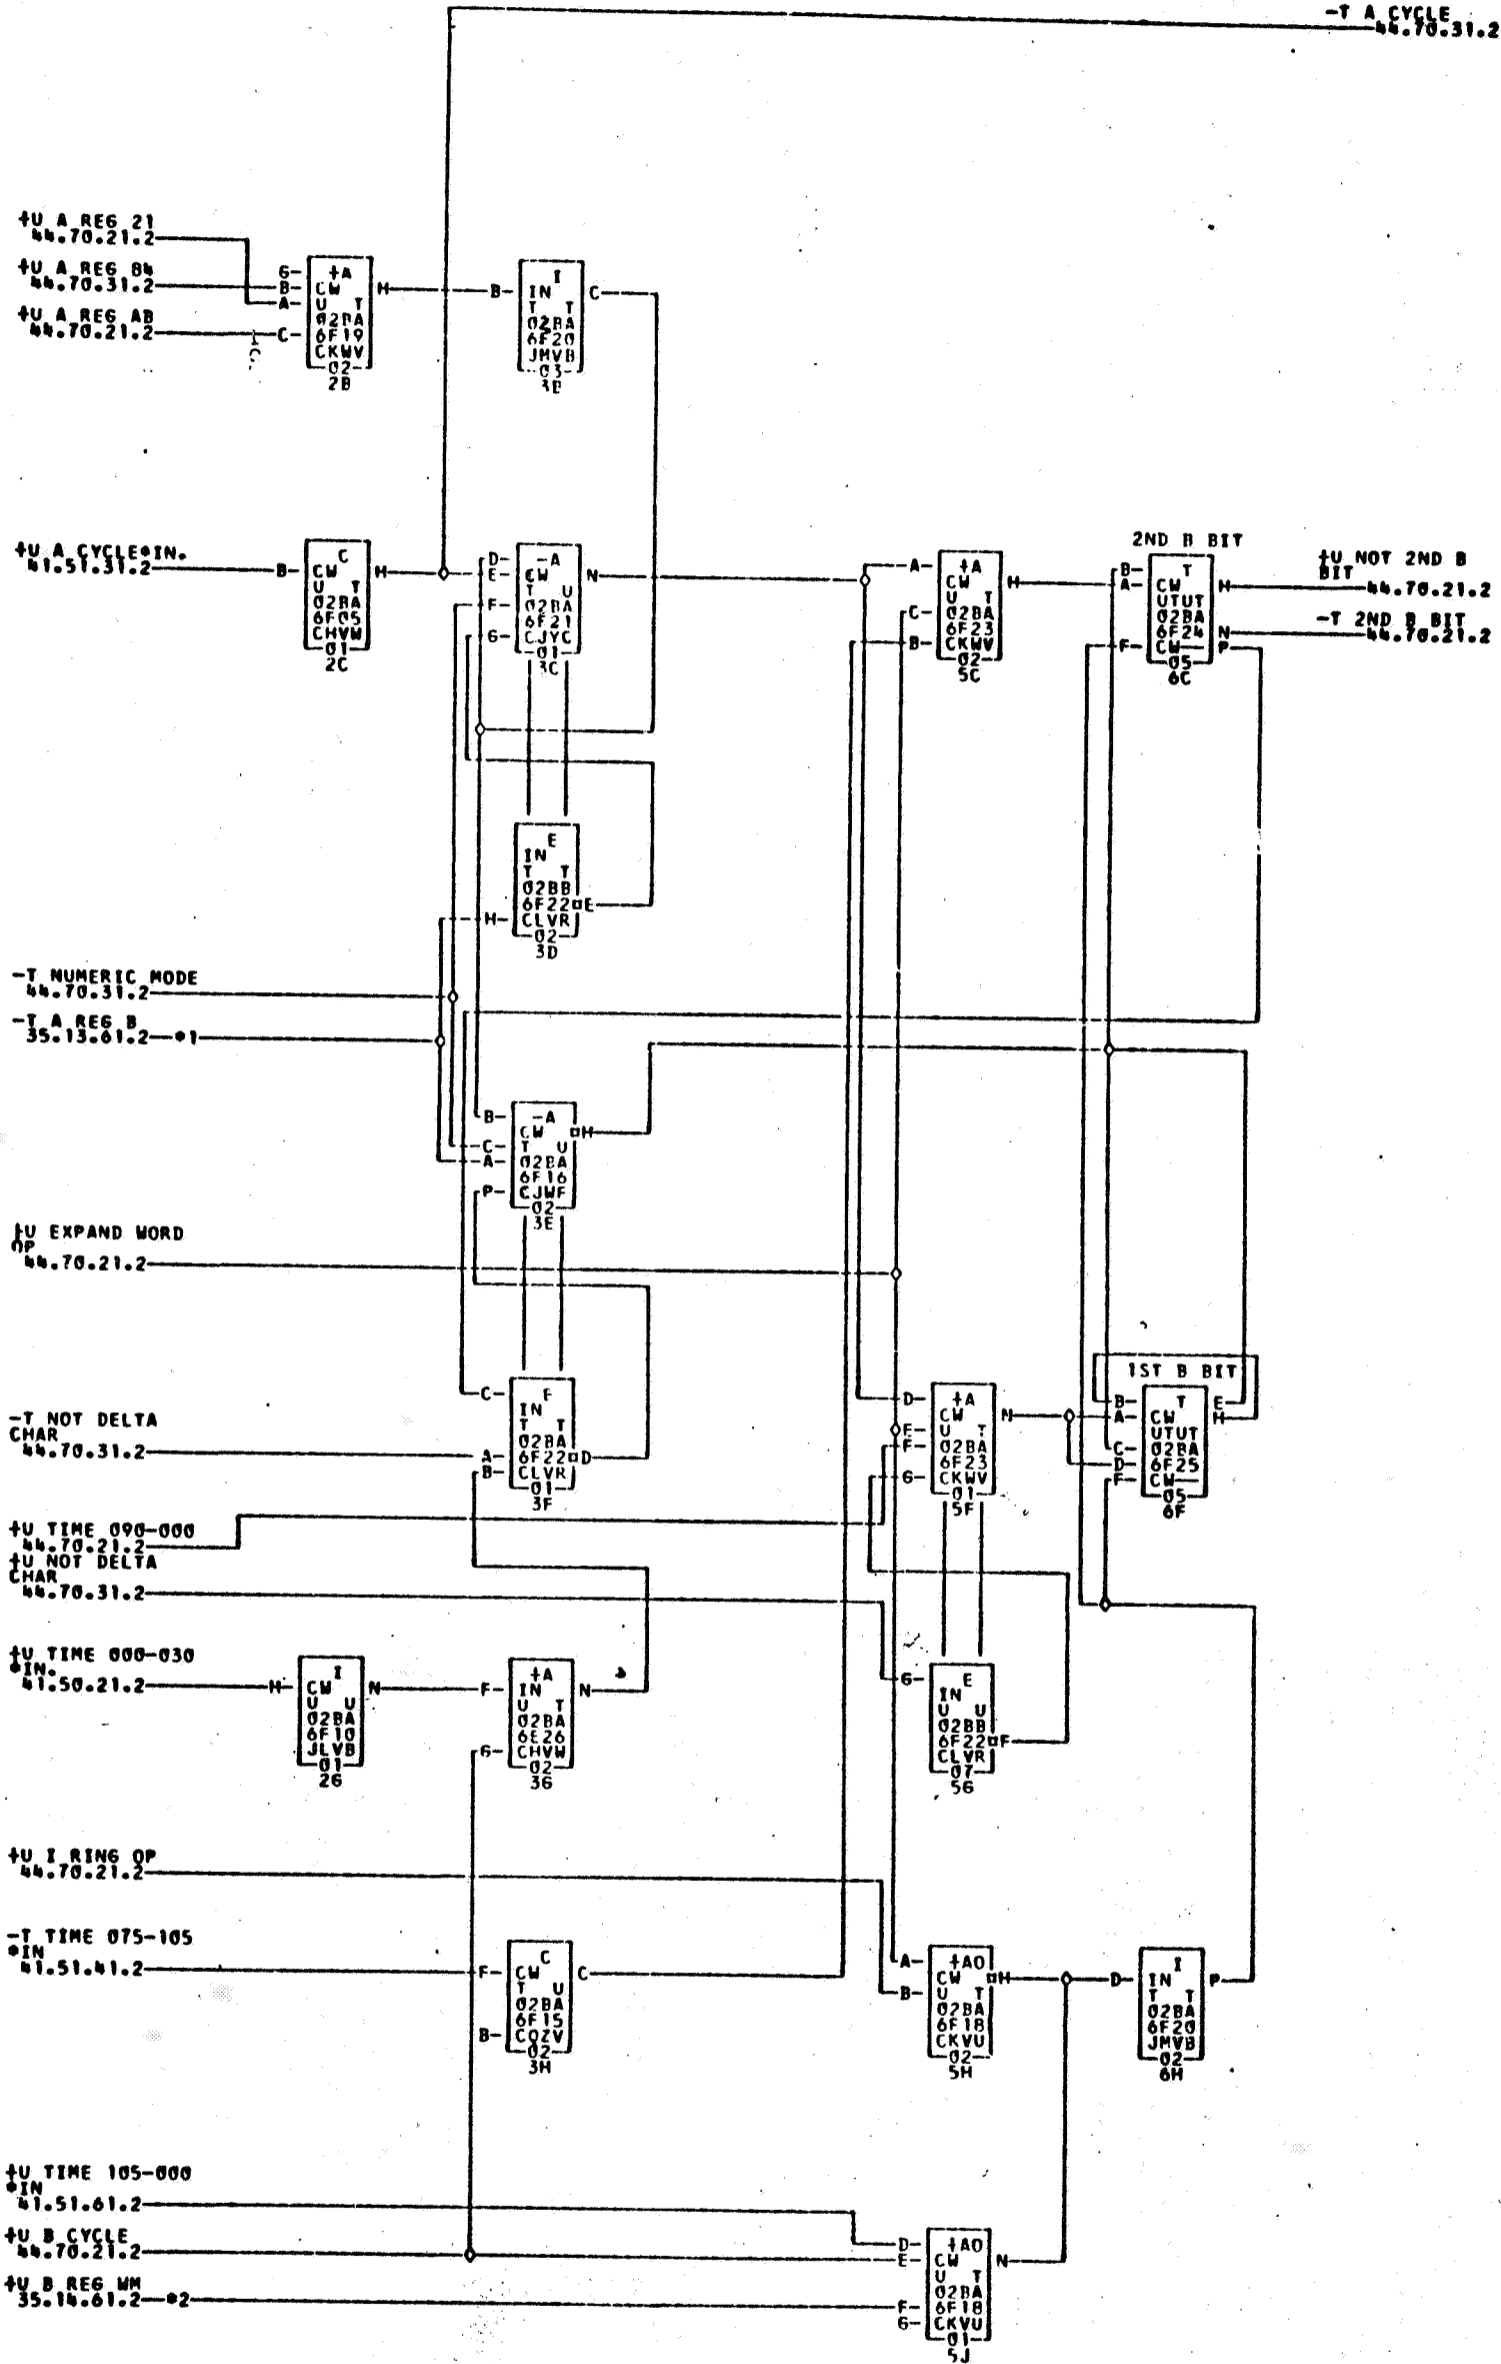 -T A CYCLE
44.70.31.2
+U A REG 21
44.70.21.2
+U A REG 84
44.70.31.2
+U A REG AB
44.70.21.2
G-
B-
A-
C-
+A
CW
U T
02BA
6F19
CKWV
02
2B
H
B-
I
IN
T T
02BA
6F20
JMVB
03
3B
C
+U A CYCLE*IN.
41.51.31.2
B-
C
CW
U T
02BA
6F05
CHVW
01
2C
H
D-
E-
F-
G-
-A
CW
T U
02BA
6F21
CJYC
01
3C
N
A-
C-
B-
+A
CW
U T
02BA
6F23
CKWV
02
5C
H
2ND B BIT
B-
A-
F-
T
CW
UTUT
02BA
6F24
CW
05
6C
H
N
P
+U NOT 2ND B
BIT
44.70.21.2
-T 2ND B BIT
44.70.21.2
H-
E
IN
T T
02BB
6F22
CLVR
02
3D
E
-T NUMERIC MODE
44.70.31.2
-T A REG B
35.13.61.2 *1
B-
C-
A-
P-
-A
CW
T U
02BA
6F16
CJWF
02
3E
H
+U EXPAND WORD
OP
44.70.21.2
-T NOT DELTA
CHAR
44.70.31.2
C-
A-
B-
E
IN
T T
02BA
6F22
CLVR
01
3F
D
D-
E-
F-
G-
+A
CW
U T
02BA
6F23
CKWV
01
5F
N
1ST B BIT
B-
A-
C-
D-
F-
T
CW
UTUT
02BA
6F25
CW
05
6F
E
H
+U TIME 090-000
44.70.21.2
+U NOT DELTA
CHAR
44.70.31.2
+U TIME 000-030
*IN.
41.50.21.2
H-
I
CW
U U
02BA
6F10
JLVB
01
2G
N
F-
G-
+A
IN
U T
02BA
6E26
CHVW
02
3G
N
G-
E
IN
U U
02BB
6F22
CLVR
07
5G
F
+U I RING OP
44.70.21.2
-T TIME 075-105
*IN
41.51.41.2
F-
B-
C
CW
T U
02BA
6F15
CQZV
02
3H
C
A-
B-
+AO
CW
U T
02BA
6F18
CKVU
02
5H
H
D-
I
IN
T T
02BA
6F20
JMVB
02
6H
P
+U TIME 105-000
*IN
41.51.61.2
+U B CYCLE
44.70.21.2
+U B REG WM
35.14.61.2 *2
D-
E-
F-
G-
+AO
CW
U T
02BA
6F18
CKVU
01
5J
N